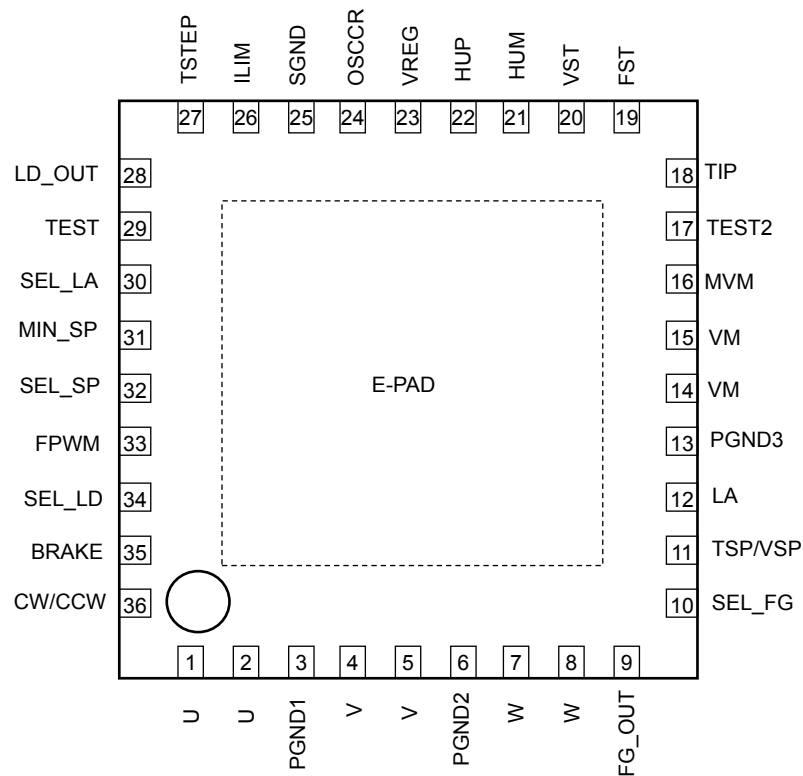 TSTEP
ILIM
SGND
OSCCR
VREG
HUP
HUM
VST
FST
27 26 25 24 23 22 21 20 19
LD_OUT 28
18 TIP
TEST 29
17 TEST2
SEL_LA 30
16 MVM
MIN_SP 31
15 VM
SEL_SP 32
E-PAD
14 VM
FPWM 33
13 PGND3
SEL_LD 34
12 LA
BRAKE 35
11 TSP/VSP
CW/CCW 36
10 SEL_FG
1 2 3 4 5 6 7 8 9
U
U
PGND1
V
V
PGND2
W
W
FG_OUT